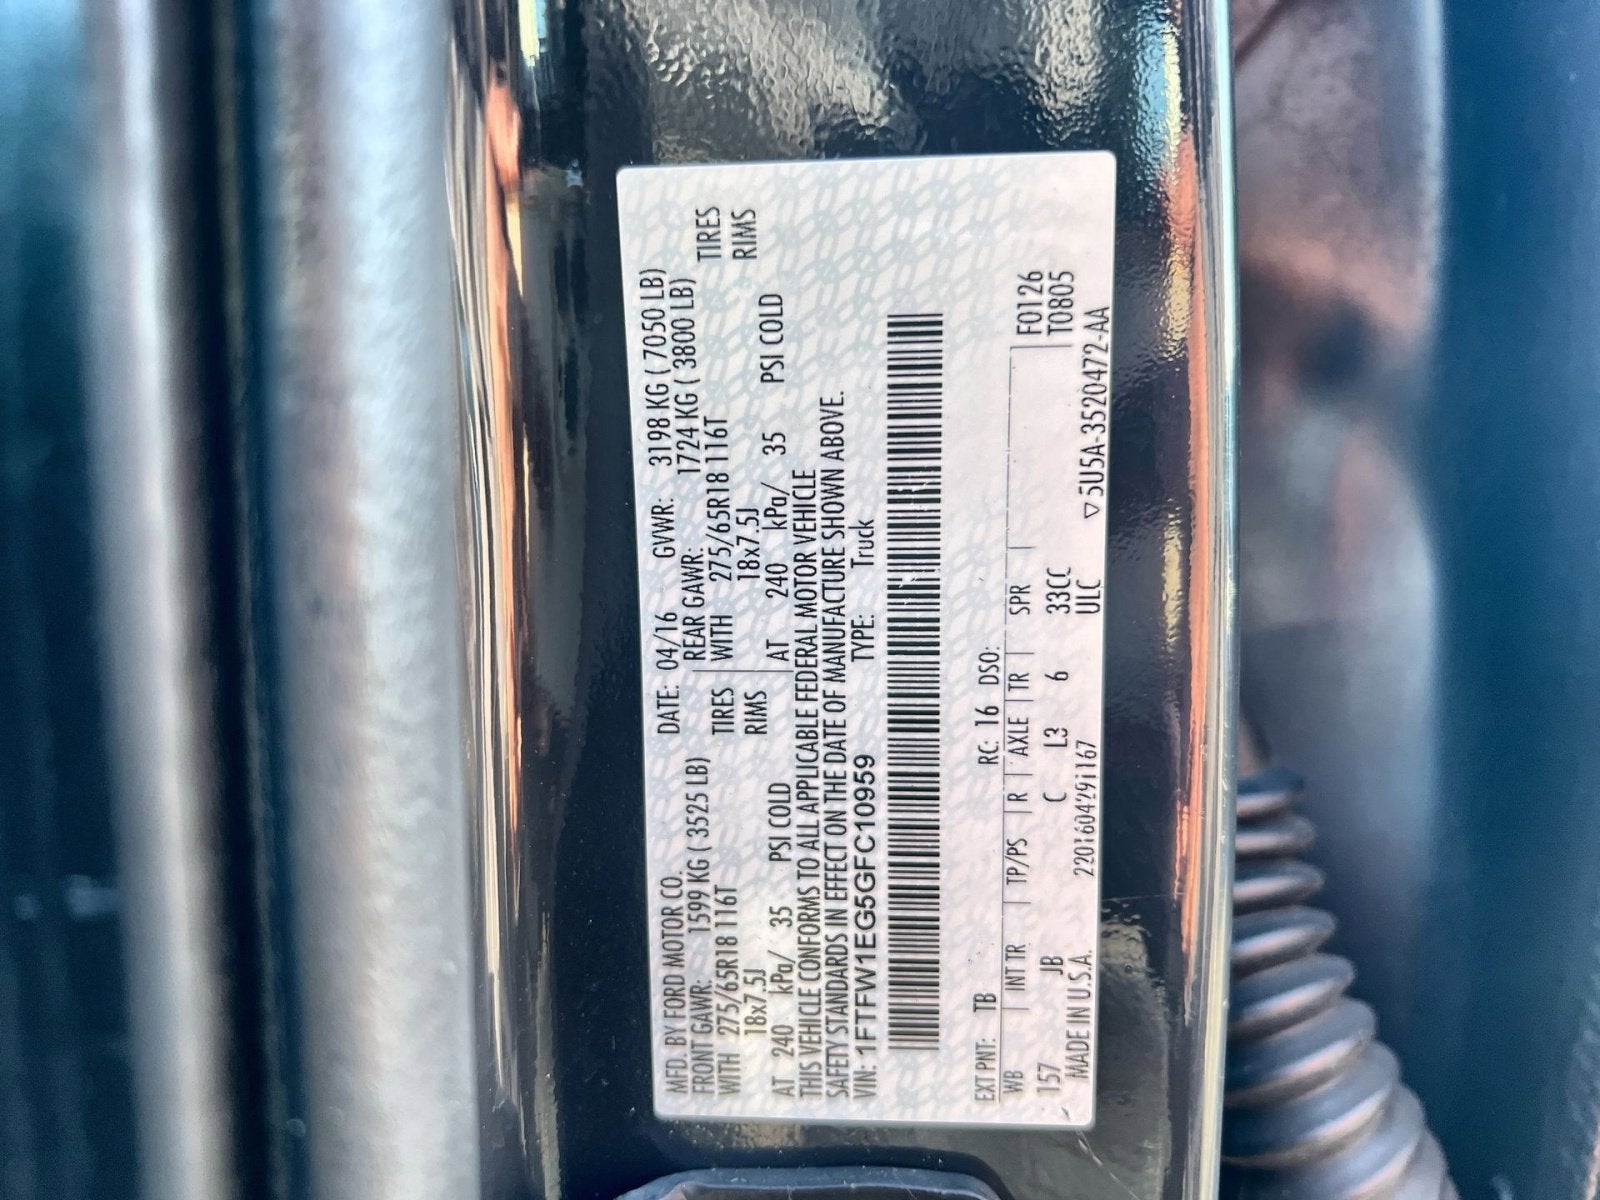 MFD. BY FORD MOTOR CO. DATE: 04/16 GVWR: 3198 KG ( 7050 LB)
FRONT GAWR: 1599 KG ( 3525 LB) REAR GAWR: 1724 KG ( 3800 LB)
WITH 275/65R18 116T TIRES WITH 275/65R18 116T TIRES
18x7.5J RIMS 18x7.5J RIMS
AT 240 kPa/ 35 PSI COLD AT 240 kPa/ 35 PSI COLD
THIS VEHICLE CONFORMS TO ALL APPLICABLE FEDERAL MOTOR VEHICLE
SAFETY STANDARDS IN EFFECT ON THE DATE OF MANUFACTURE SHOWN ABOVE.
VIN: 1FTFW1EG5GFC10959 TYPE: Truck
EXT PNT: TB RC: 16 DSO: F0126
WB | INT TR | TP/PS | R | AXLE | TR | SPR | T0805
157 JB C L3 6 33CC
MADE IN U.S.A. ULC
▽ 5U5A-3520472-AA